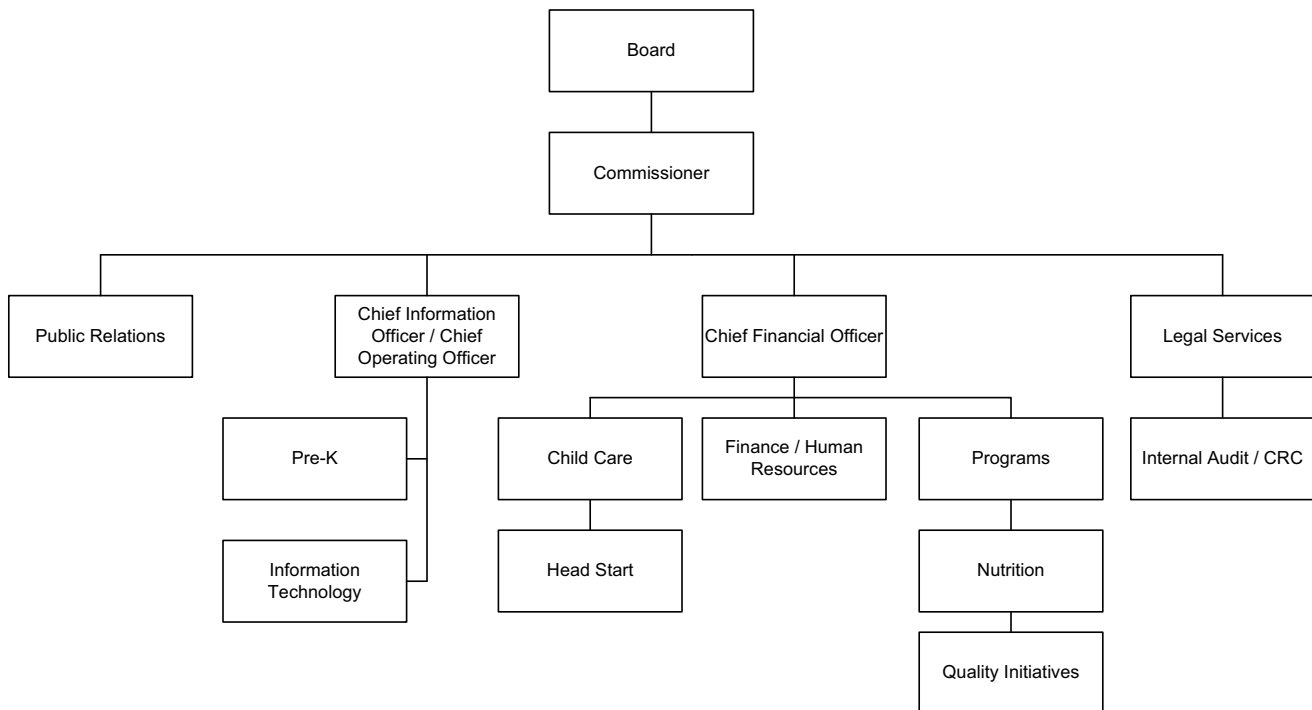 Board
Commissioner
Public Relations
Chief Information
Officer / Chief
Operating Officer
Chief Financial Officer
Legal Services
Pre-K
Child Care
Finance / Human
Resources
Programs
Internal Audit / CRC
Information
Technology
Head Start
Nutrition
Quality Initiatives